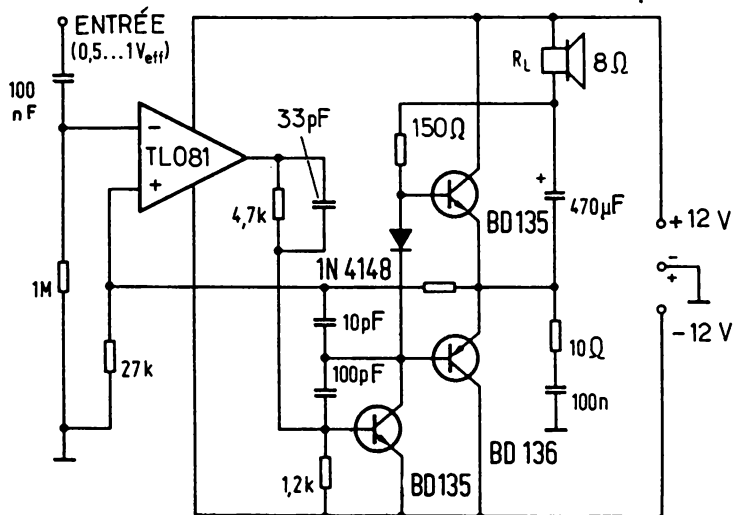 ENTRÉE
(0,5...1Veff)
100
nF
TL081
-
+
33pF
4,7k
150Ω
RL
8Ω
BD135
+
470µF
+12 V
-
+
-12 V
1N 4148
1M
10pF
27k
100pF
10Ω
100n
BD 136
1,2k
BD135